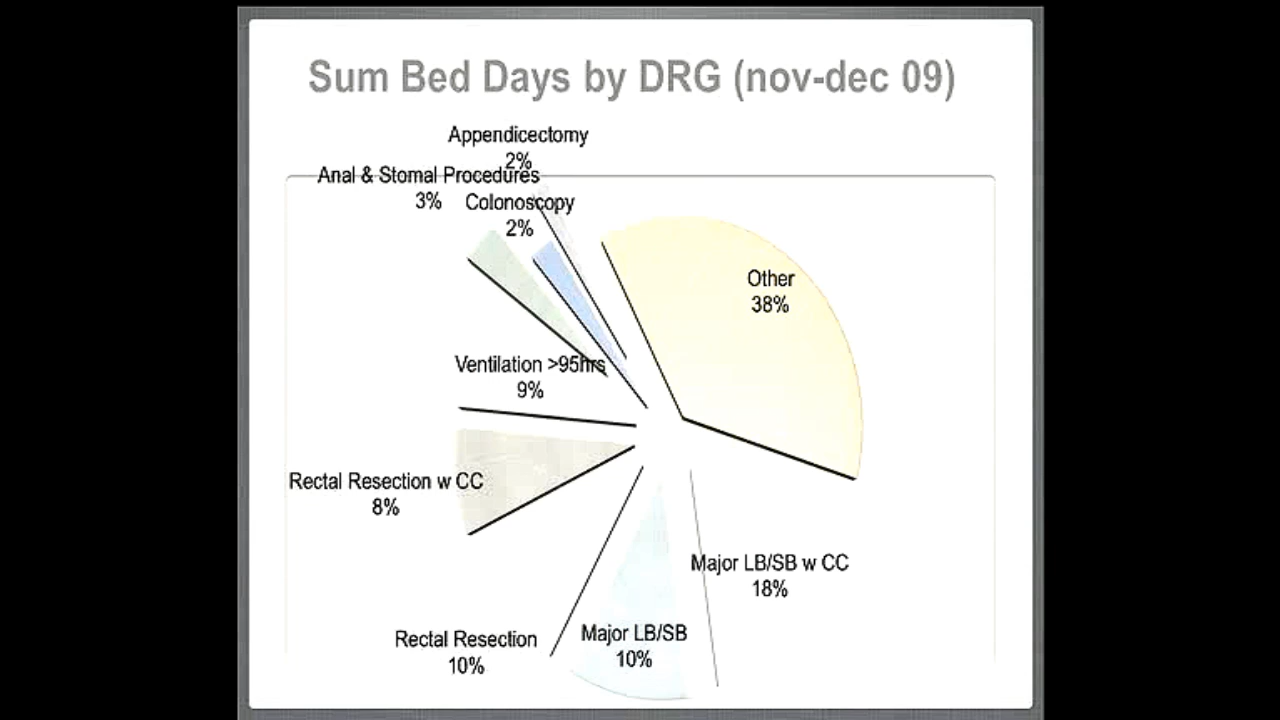 Sum Bed Days by DRG (nov-dec 09)
Appendicectomy
2%
Anal & Stomal Procedures
3%
Colonoscopy
2%
Other
38%
Ventilation >95hrs
9%
Rectal Resection w CC
8%
Major LB/SB w CC
18%
Rectal Resection
10%
Major LB/SB
10%